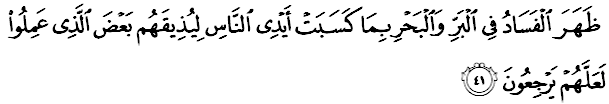 ظَهَرَ ٱلْفَسَادُ فِى ٱلْبَرِّ وَٱلْبَحْرِ بِمَا كَسَبَتْ أَيْدِى ٱلنَّاسِ لِيُذِيقَهُم بَعْضَ ٱلَّذِى عَمِلُوا۟
لَعَلَّهُمْ يَرْجِعُونَ ٤١